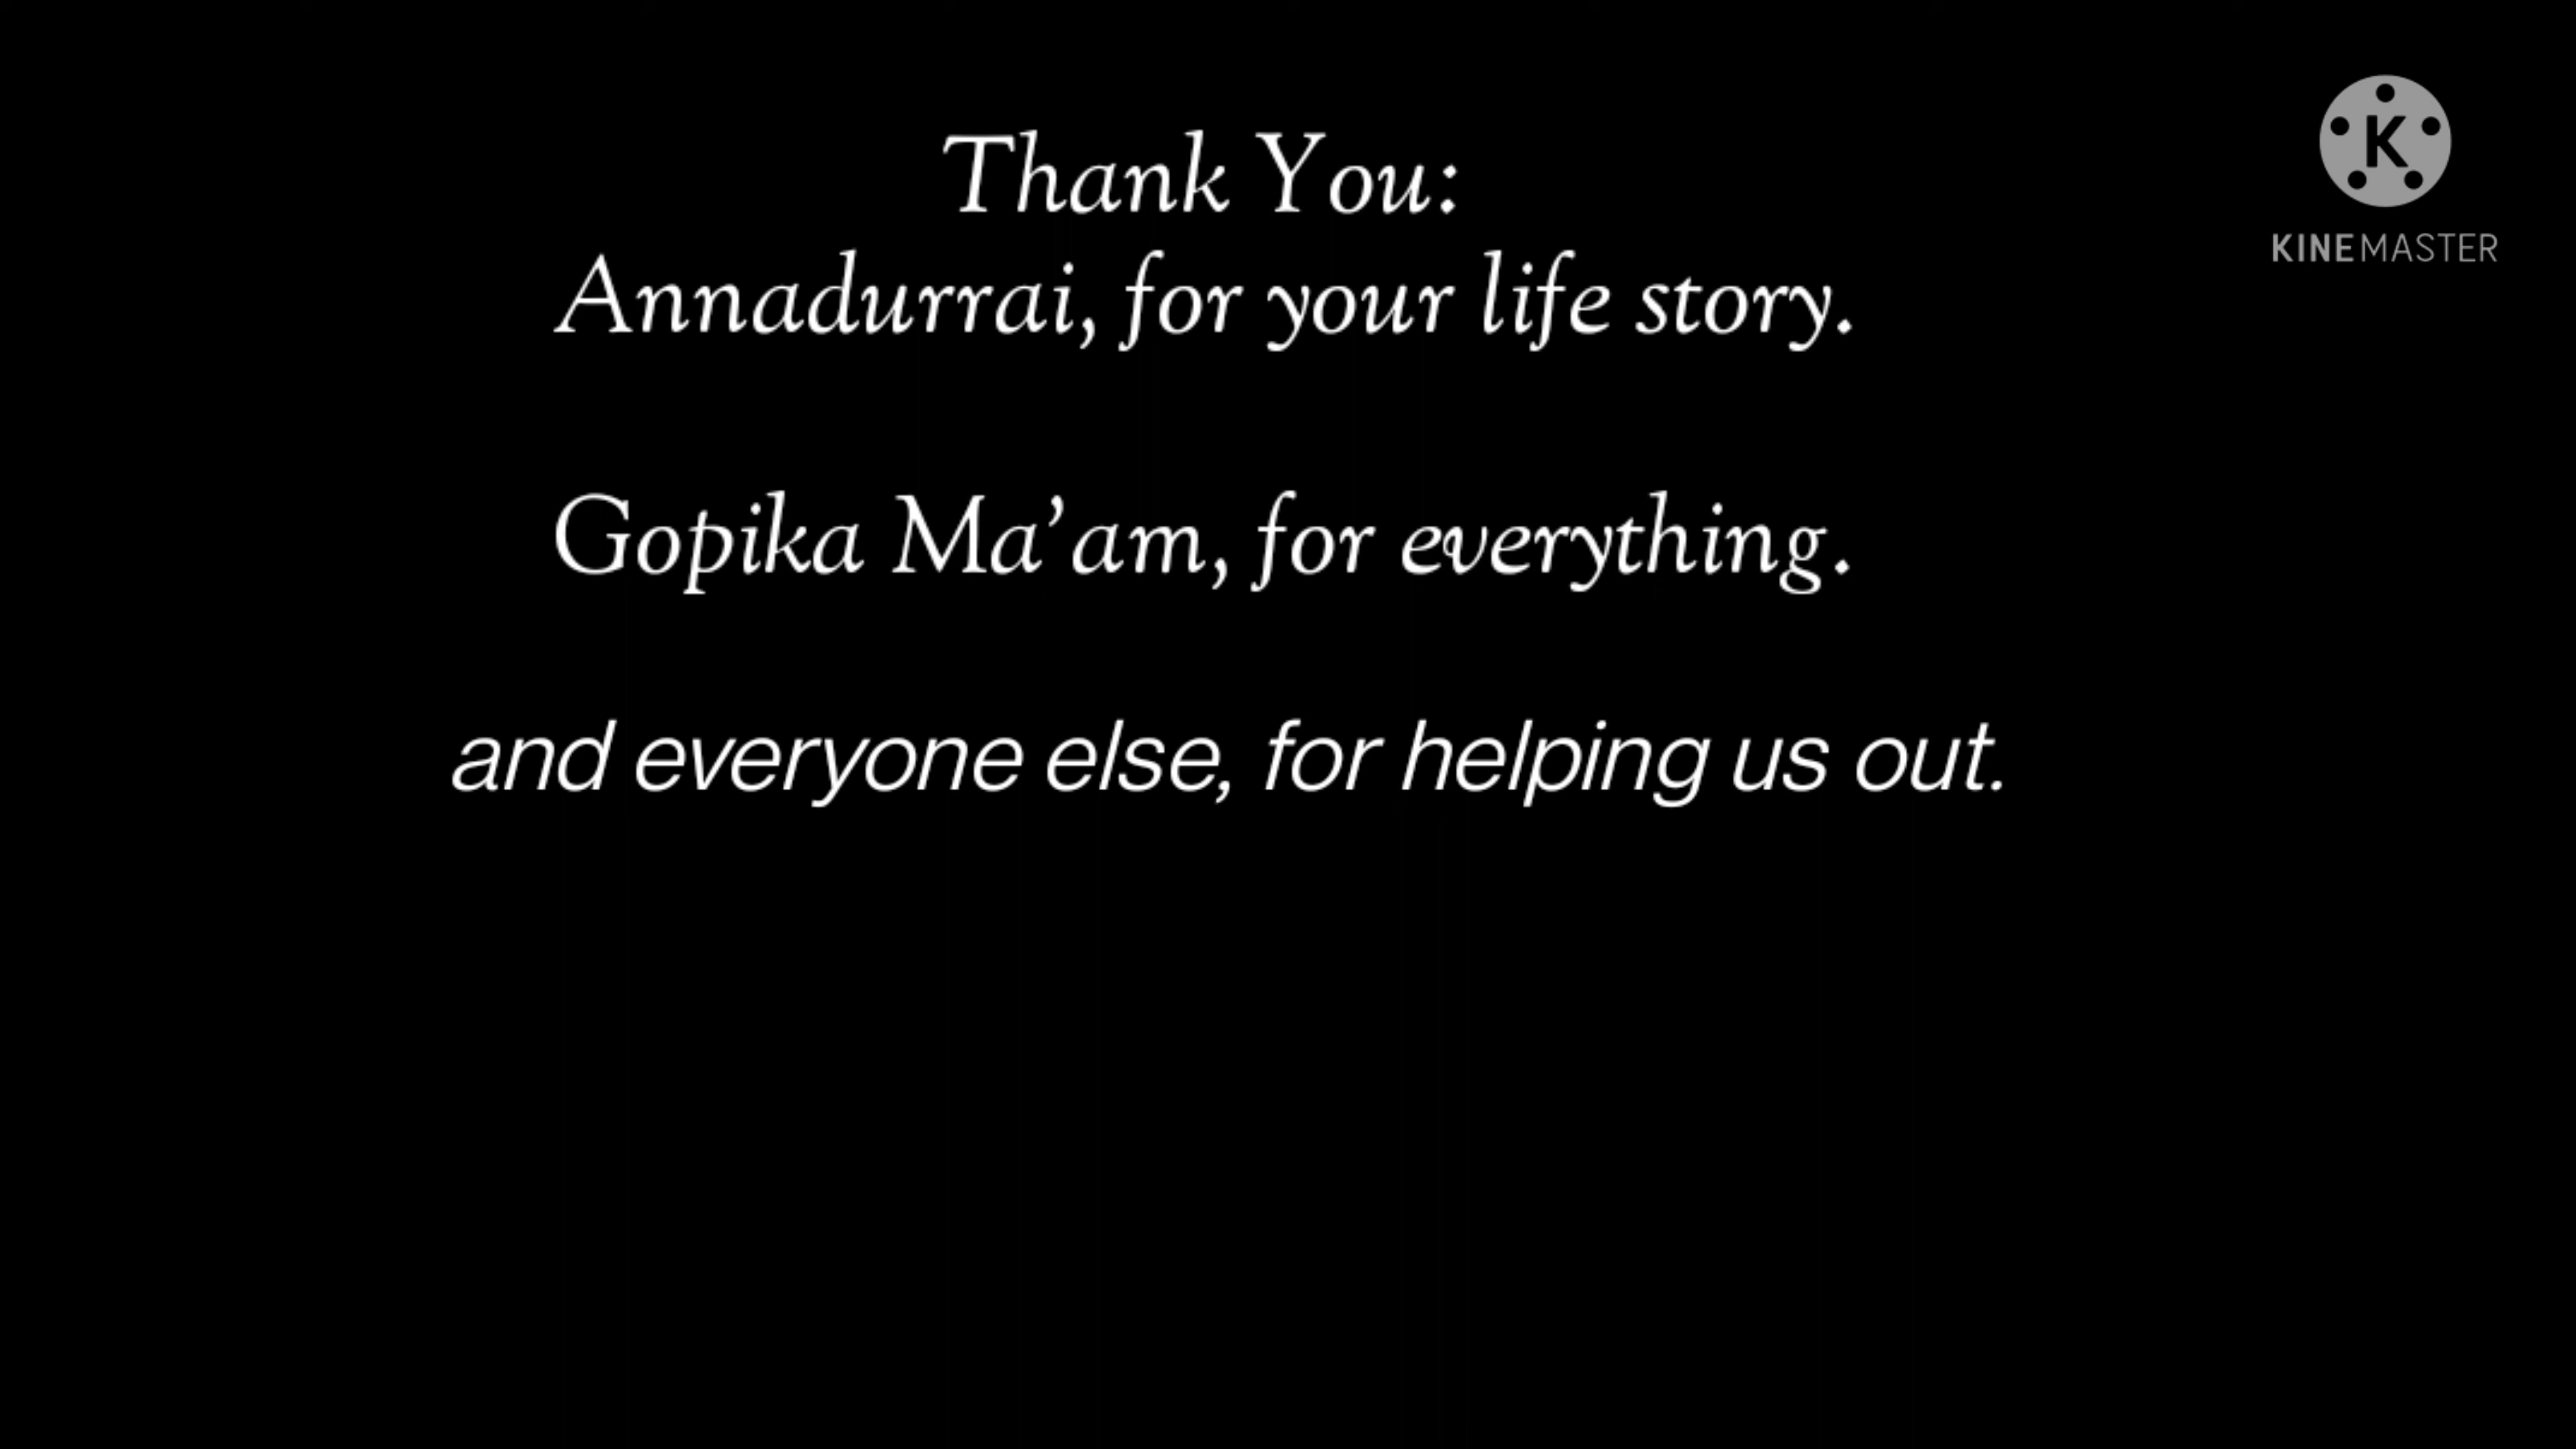 Thank You:
Annadurrai, for your life story.
Gopika Ma’am, for everything.
and everyone else, for helping us out.
K
KINEMASTER